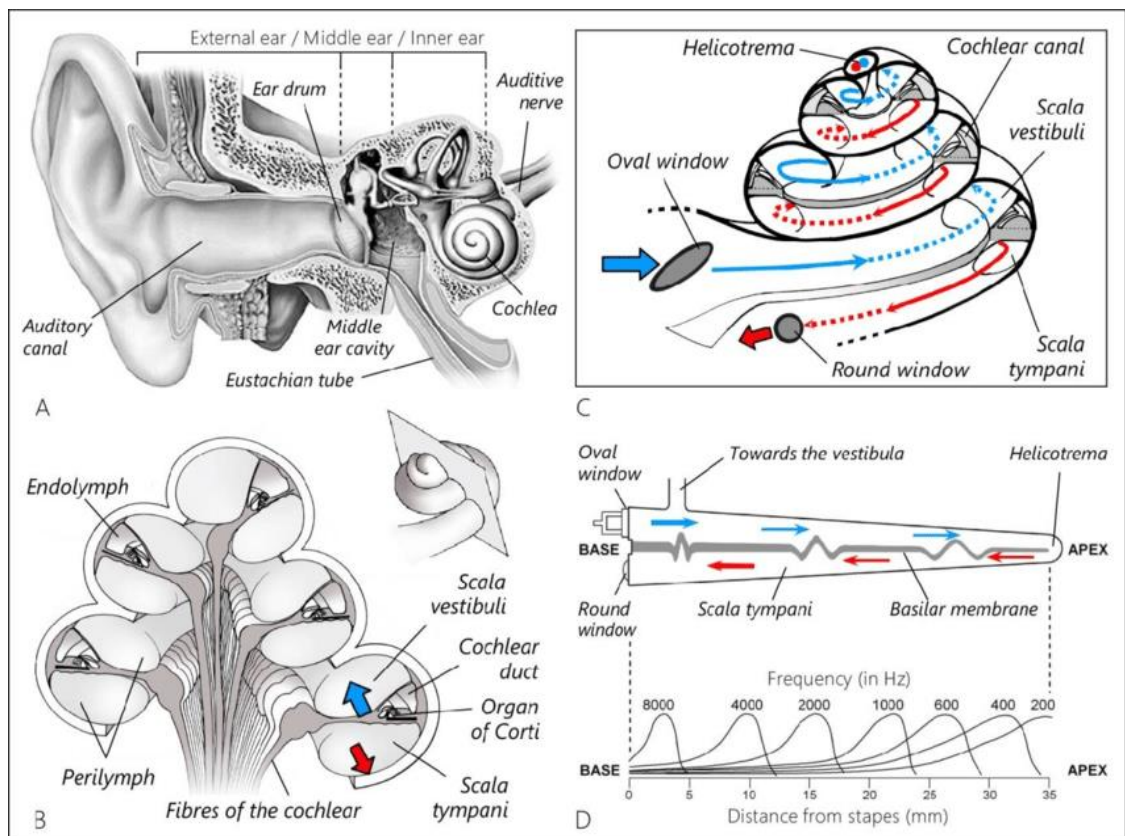 External ear / Middle ear / Inner ear
Ear drum
Auditive
nerve
Auditory
canal
Middle
ear cavity
Eustachian tube
Cochlea
A
Helicotrema
Cochlear canal
Scala
vestibuli
Oval window
Round window
Scala
tympani
C
Endolymph
Scala
vestibuli
Cochlear
duct
Organ
of Corti
Perilymph
Fibres of the cochlear
Scala
tympani
B
Oval
window
Towards the vestibula
Helicotrema
BASE
APEX
Round
window
Scala tympani
Basilar membrane
Frequency (in Hz)
8000 4000 2000 1000 600 400 200
BASE
APEX
0 5 10 15 20 25 30 35
Distance from stapes (mm)
D